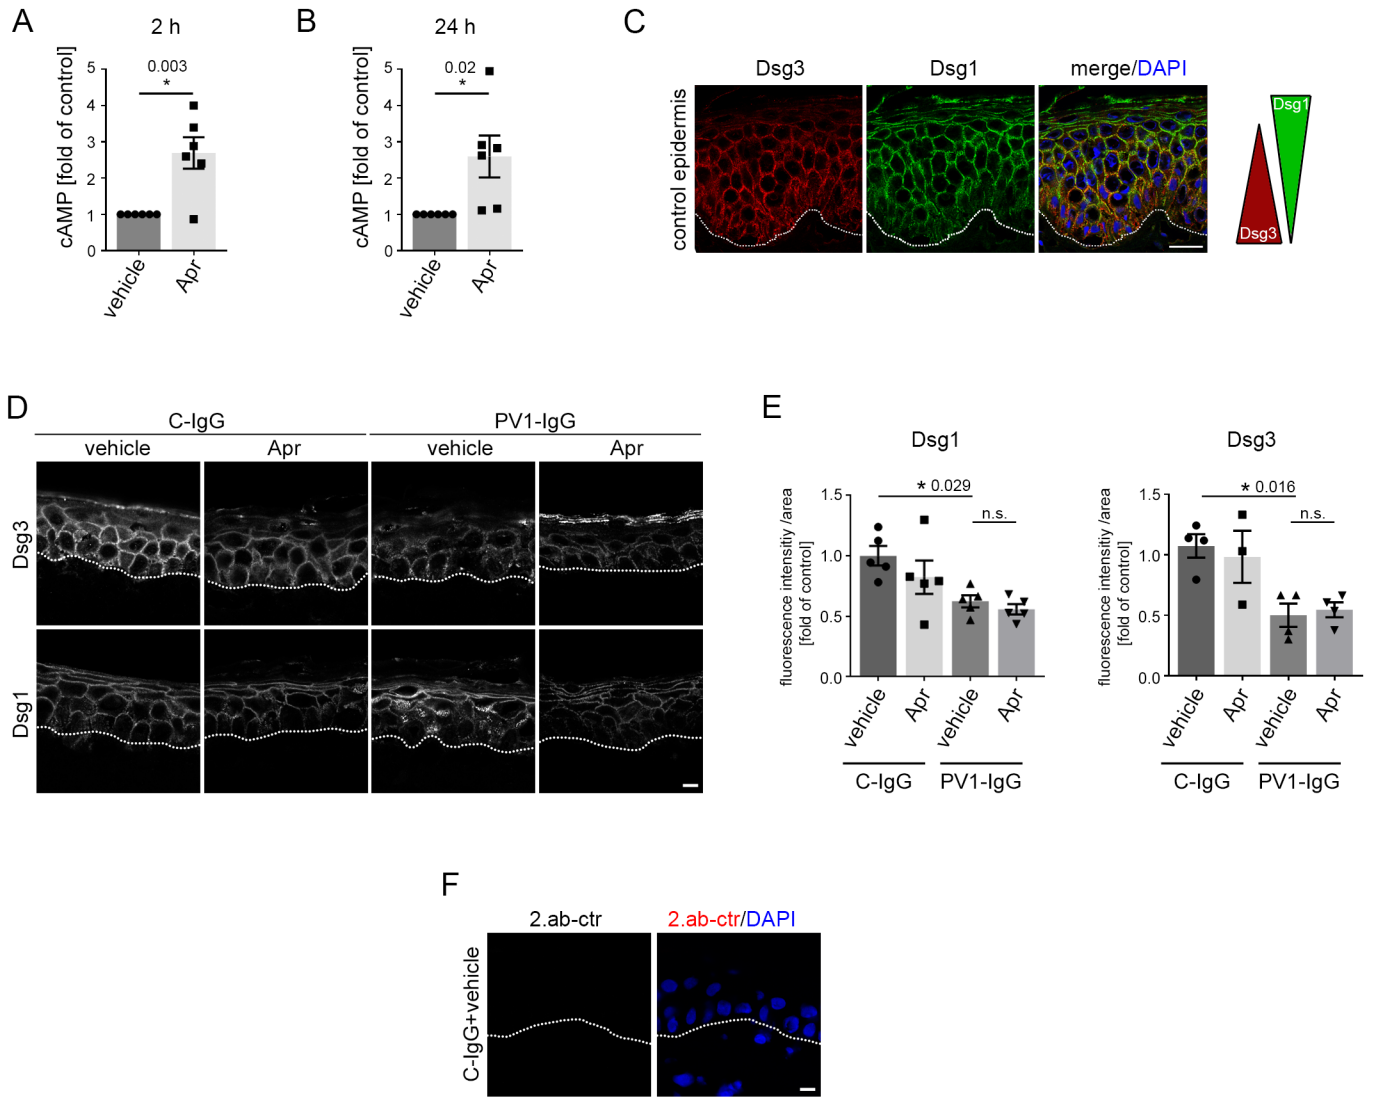 A
2 h
cAMP [fold of control]
5
4
3
2
1
0
0.003
*
vehicle
Apr
B
24 h
cAMP [fold of control]
5
4
3
2
1
0
0.02
*
vehicle
Apr
C
Dsg3
Dsg1
merge/DAPI
control epidermis
Dsg1
Dsg3
D
C-IgG
PV1-IgG
vehicle
Apr
vehicle
Apr
Dsg3
Dsg1
E
Dsg1
fluorescence intensitiy /area
[fold of control]
1.5
1.0
0.5
0.0
* 0.029
n.s.
vehicle
Apr
vehicle
Apr
C-IgG
PV1-IgG
Dsg3
fluorescence intensitiy /area
[fold of control]
1.5
1.0
0.5
0.0
* 0.016
n.s.
vehicle
Apr
vehicle
Apr
C-IgG
PV1-IgG
F
2.ab-ctr
2.ab-ctr/DAPI
C-IgG+vehicle